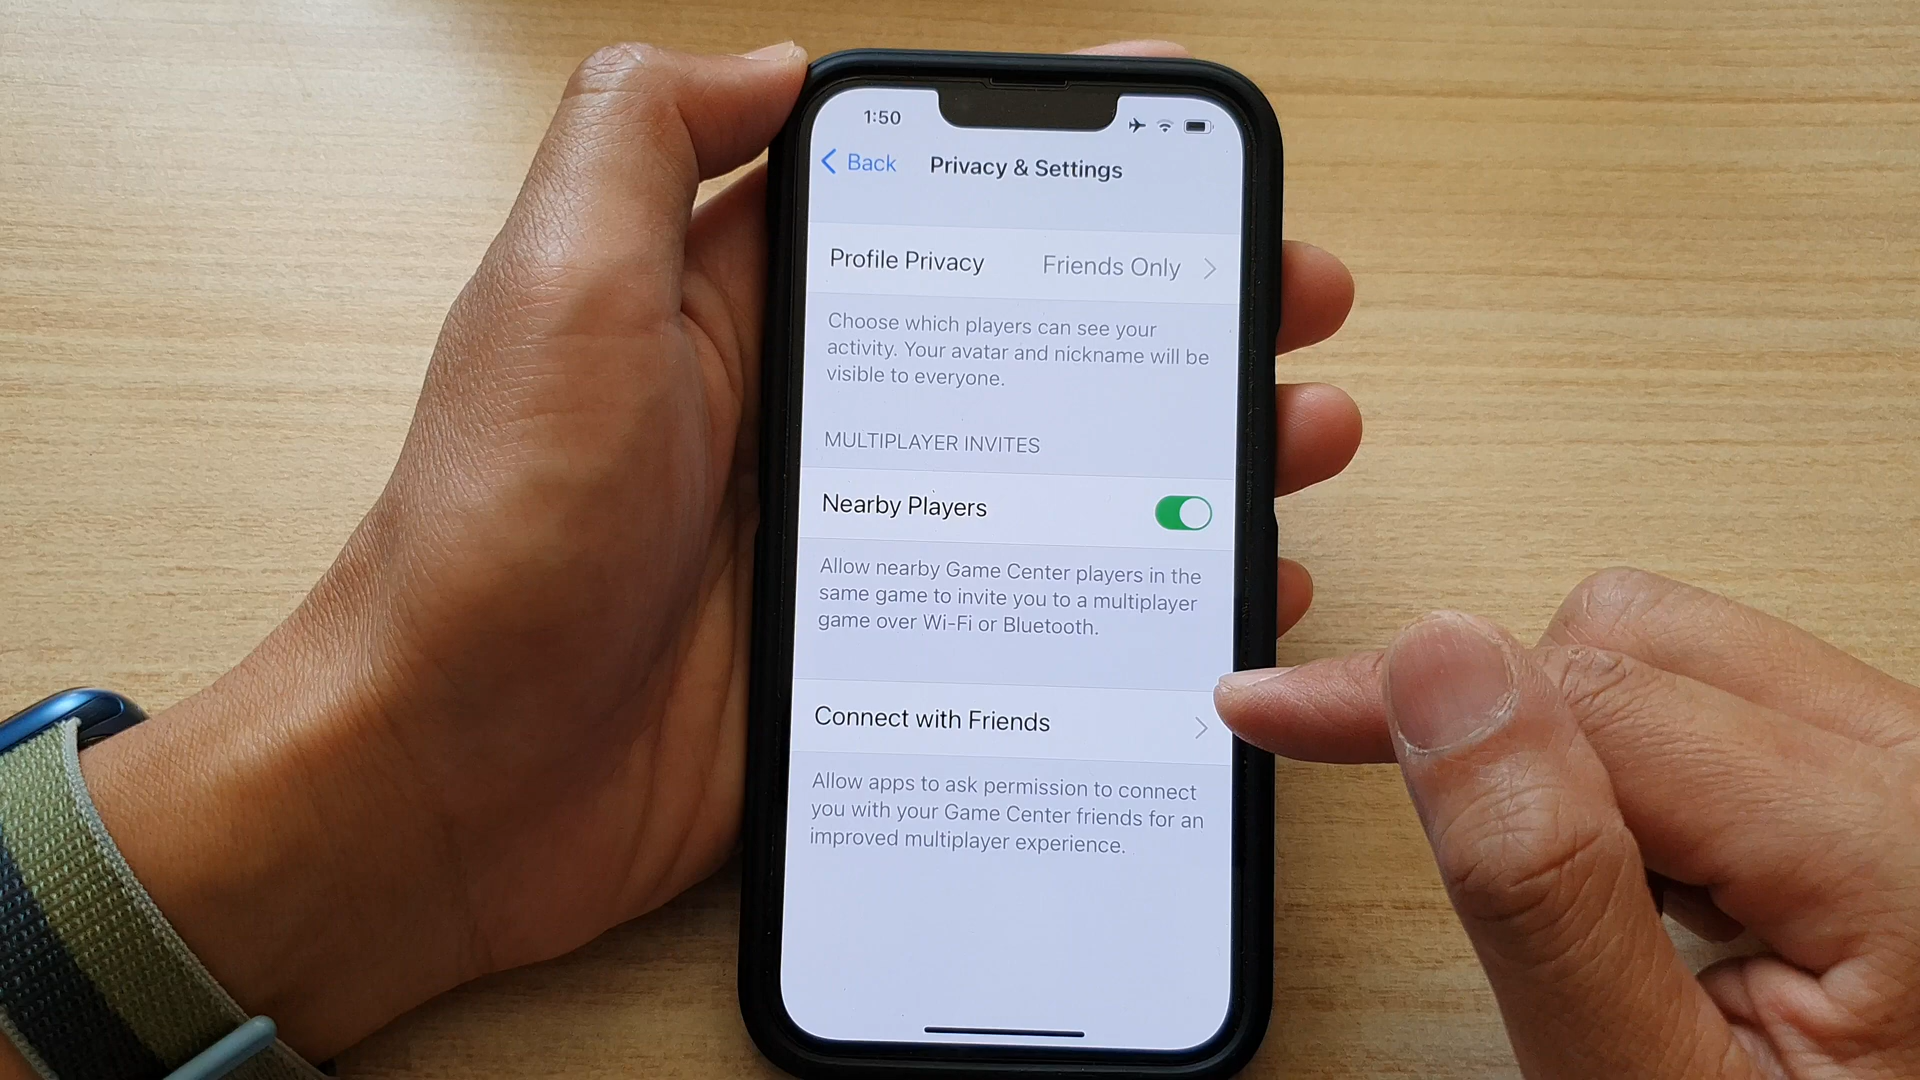 1:50
Back
Privacy & Settings
Profile Privacy
Friends Only
Choose which players can see your
activity. Your avatar and nickname will be
visible to everyone.
MULTIPLAYER INVITES
Nearby Players
Allow nearby Game Center players in the
same game to invite you to a multiplayer
game over Wi-Fi or Bluetooth.
Connect with Friends
Allow apps to ask permission to connect
you with your Game Center friends for an
improved multiplayer experience.